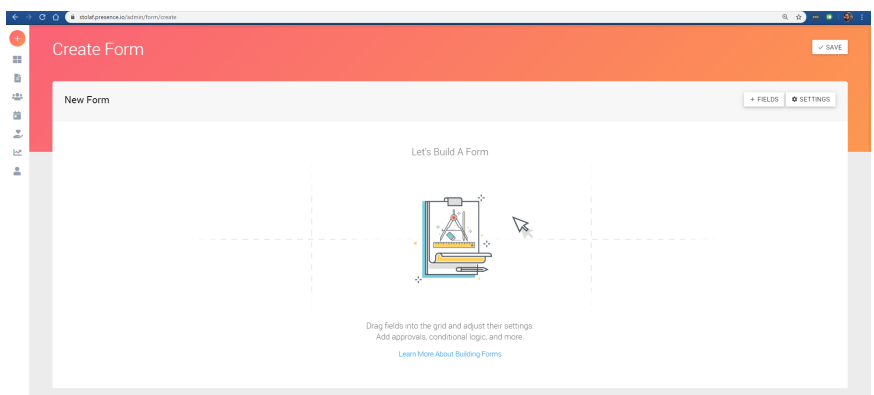 stolaf.presence.io/admin/form/create
Create Form
SAVE
New Form
+ FIELDS
SETTINGS
Let's Build A Form
Drag fields into the grid and adjust their settings.
Add approvals, conditional logic, and more.
Learn More About Building Forms